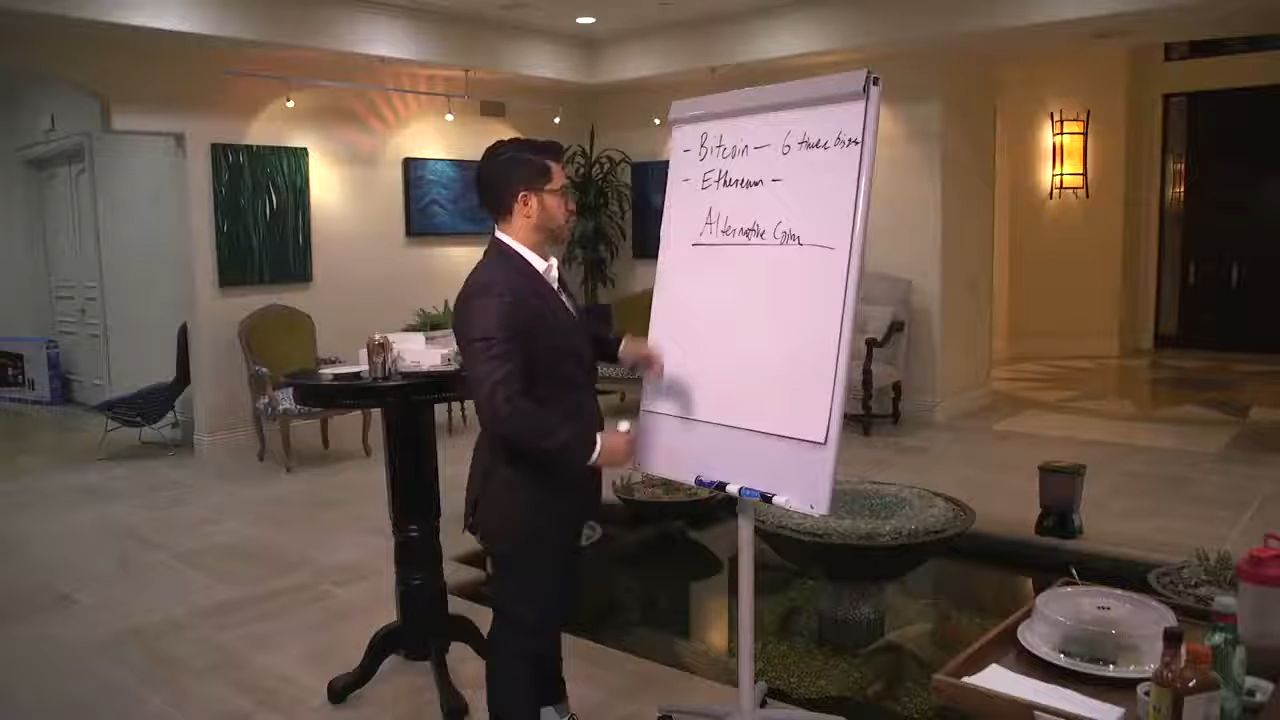 - Bitcoin - 6 times bigger
- Ethereum -
Alternative Coin